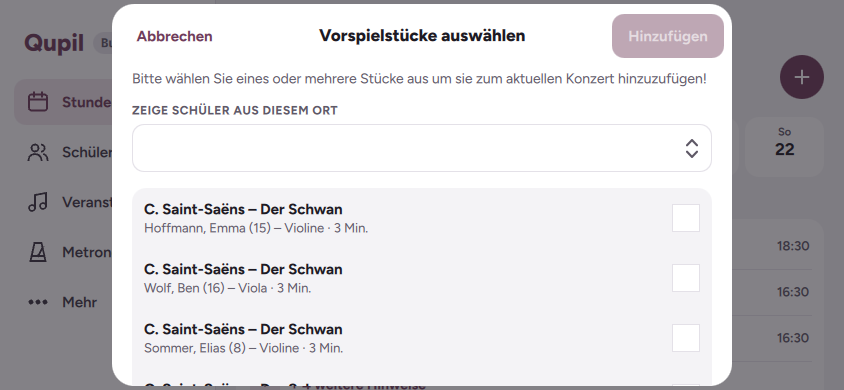 Qupil
Bu
Abbrechen
Vorspielstücke auswählen
Hinzufügen
Bitte wählen Sie eines oder mehrere Stücke aus um sie zum aktuellen Konzert hinzuzufügen!
ZEIGE SCHÜLER AUS DIESEM ORT
Stunde
Schüler
Veranst
Metron
Mehr
C. Saint-Saëns – Der Schwan
Hoffmann, Emma (15) – Violine · 3 Min.
C. Saint-Saëns – Der Schwan
Wolf, Ben (16) – Viola · 3 Min.
C. Saint-Saëns – Der Schwan
Sommer, Elias (8) – Violine · 3 Min.
So
22
18:30
16:30
16:30